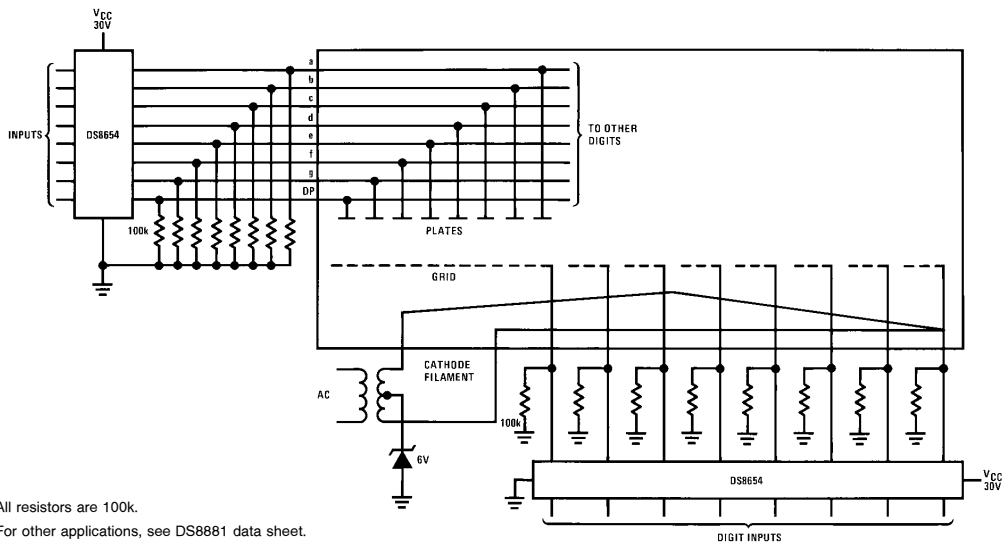 VCC
30V
a
b
c
d
e
f
g
DP
INPUTS
DS8654
TO OTHER
DIGITS
100k
PLATES
GRID
CATHODE
FILAMENT
AC
100k
6V
DS8654
VCC
30V
DIGIT INPUTS
All resistors are 100k.
For other applications, see DS8881 data sheet.